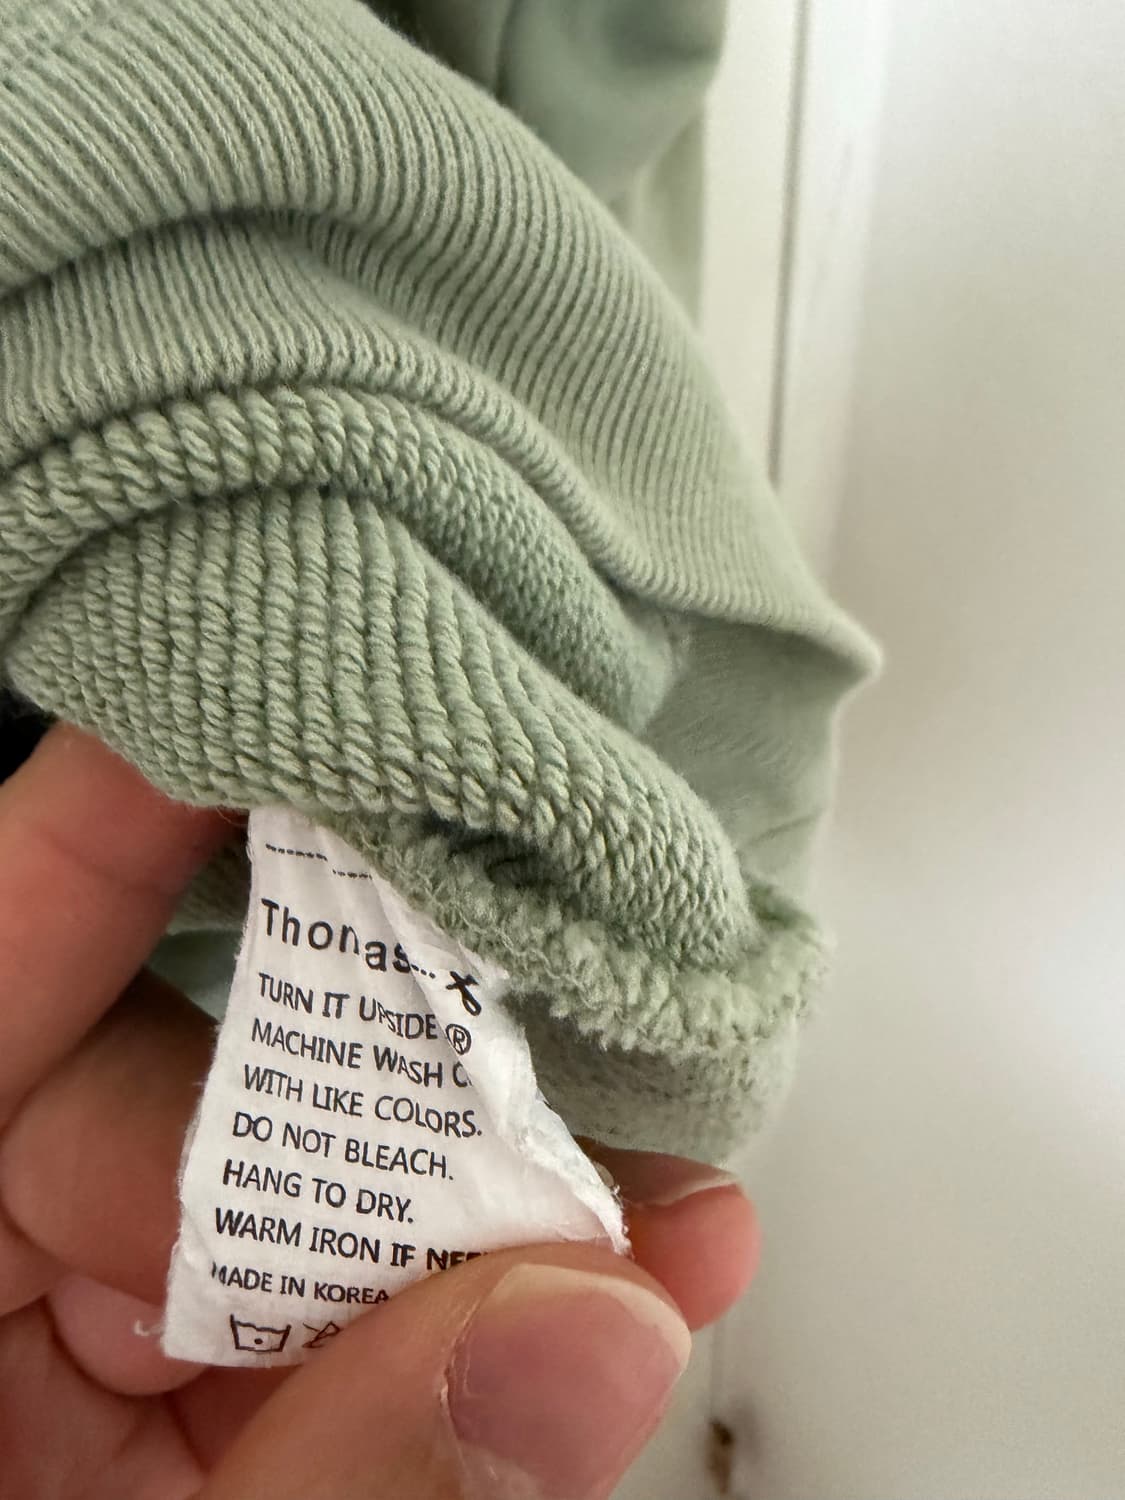 Thonas...
TURN IT UPSIDE ®
MACHINE WASH
WITH LIKE COLORS.
DO NOT BLEACH.
HANG TO DRY.
WARM IRON IF
MADE IN KOREA